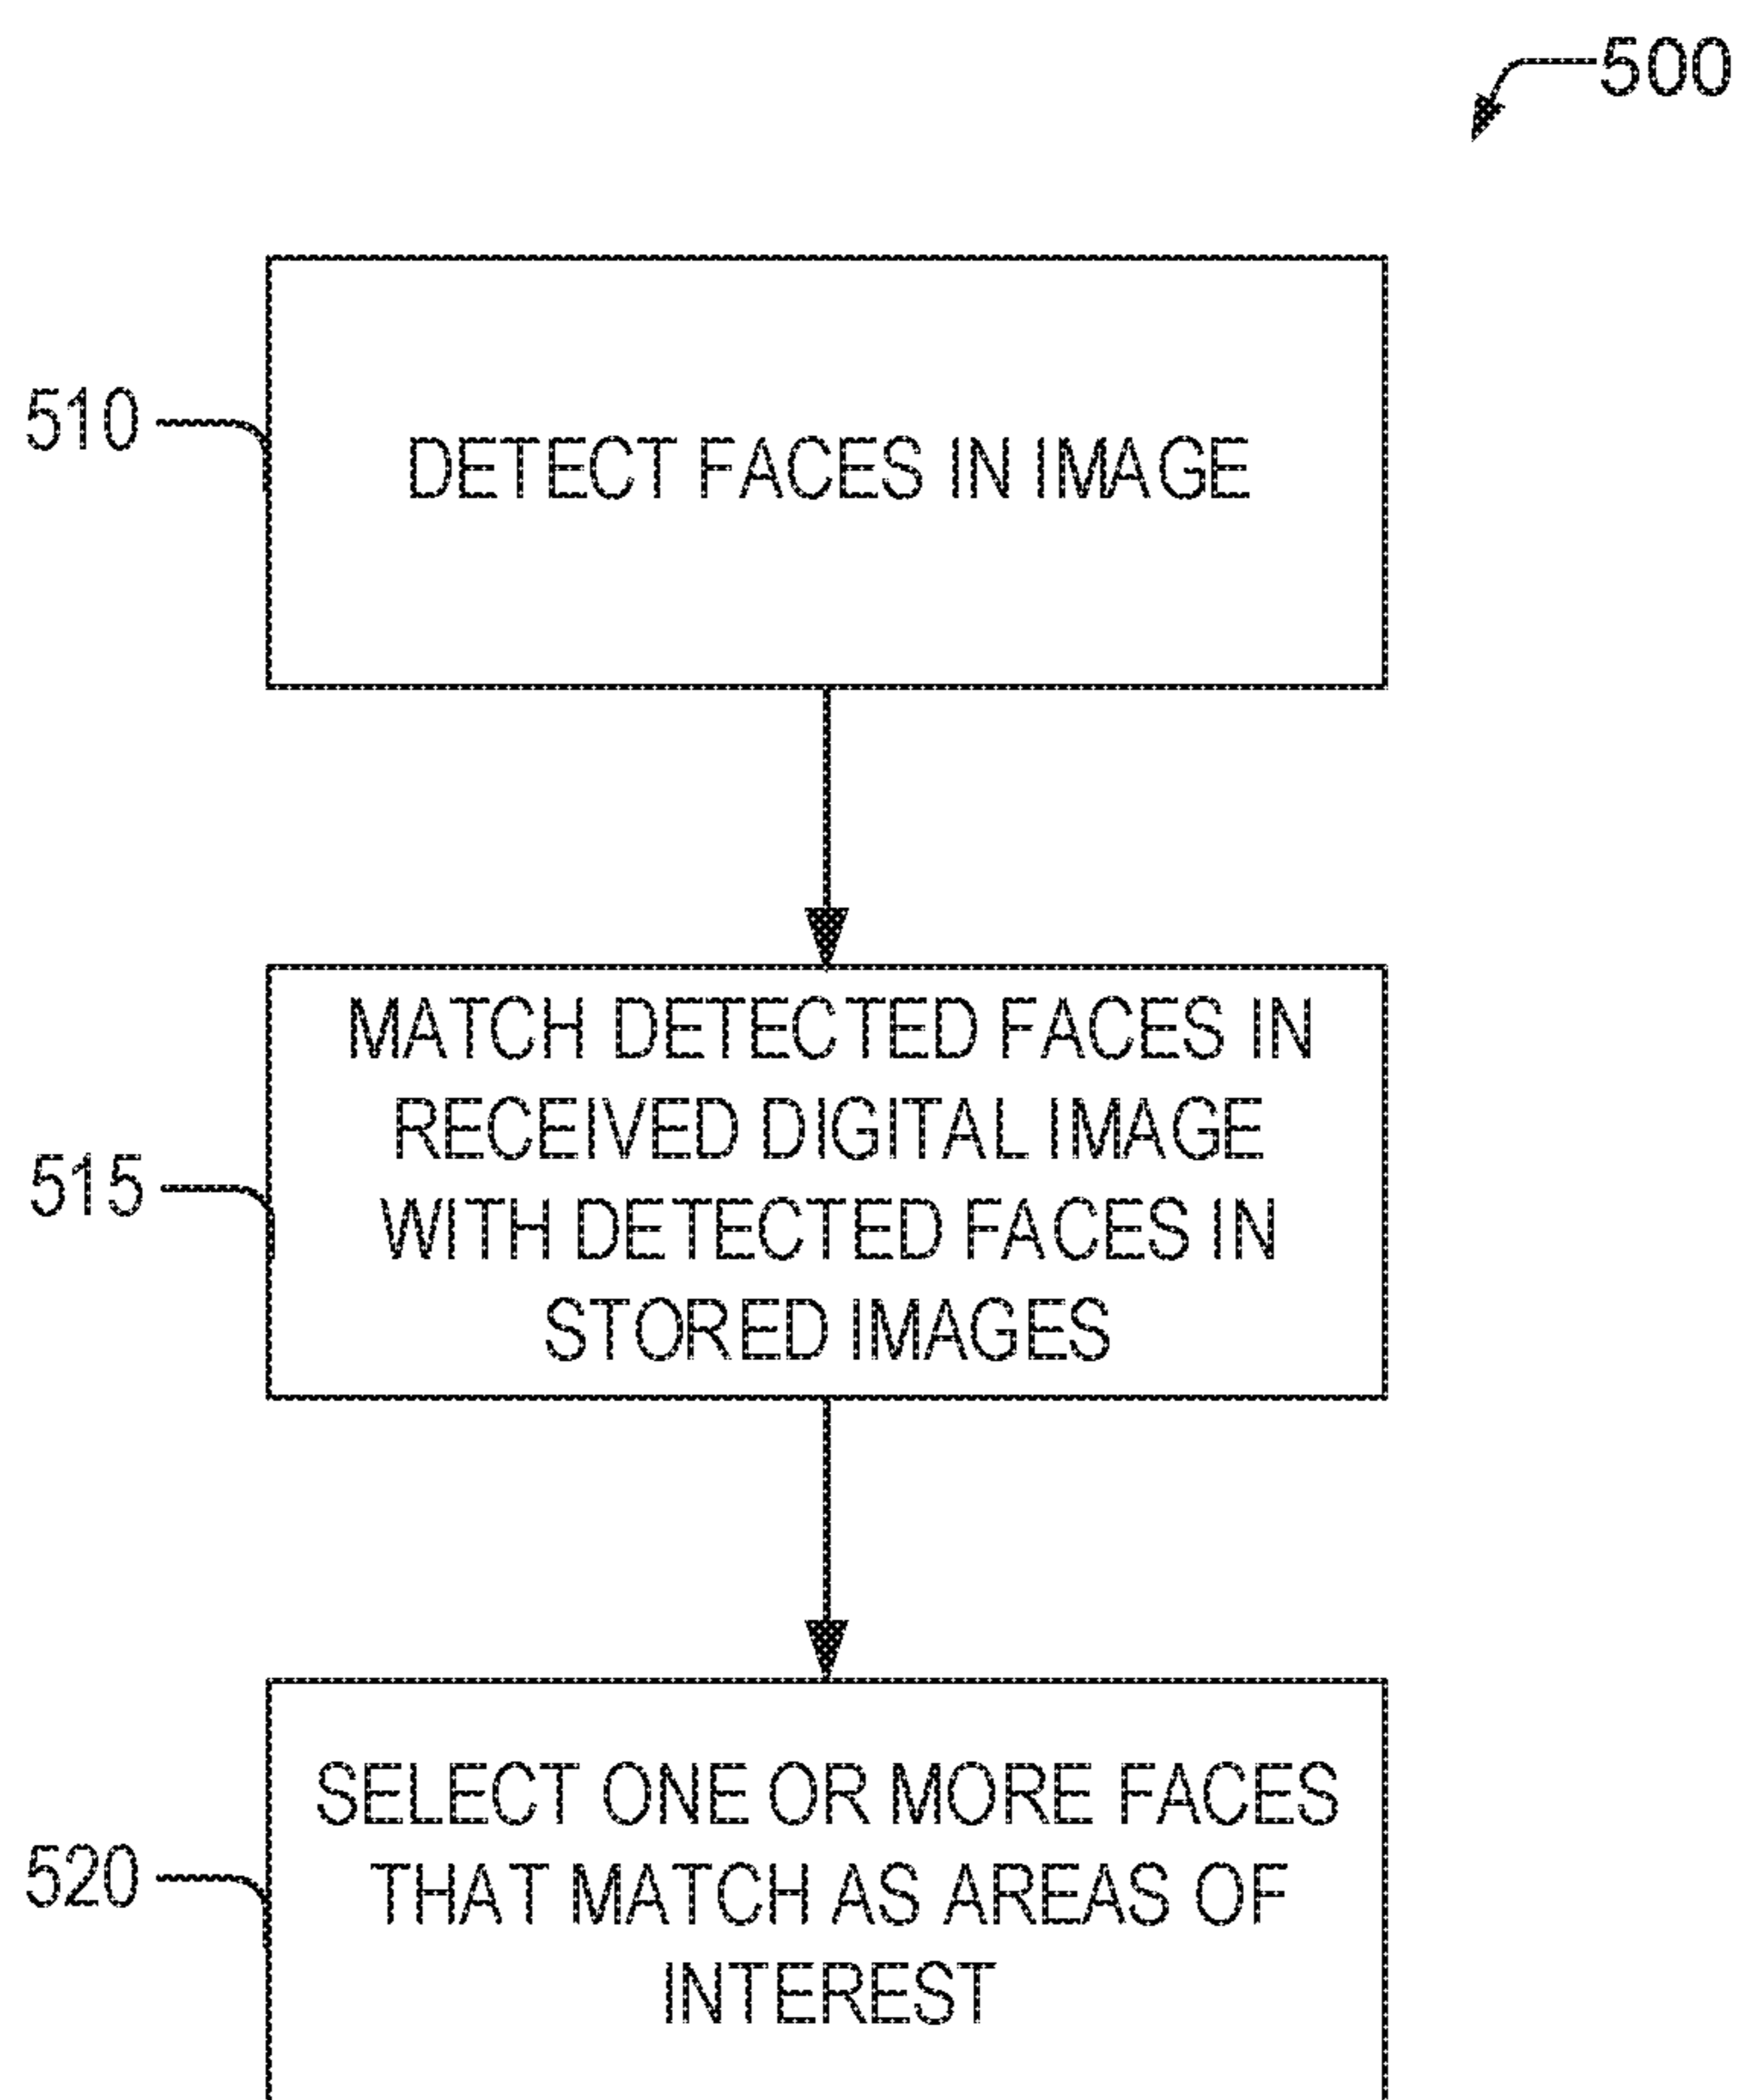 500
510
DETECT FACES IN IMAGE
515
MATCH DETECTED FACES IN
RECEIVED DIGITAL IMAGE
WITH DETECTED FACES IN
STORED IMAGES
520
SELECT ONE OR MORE FACES
THAT MATCH AS AREAS OF
INTEREST